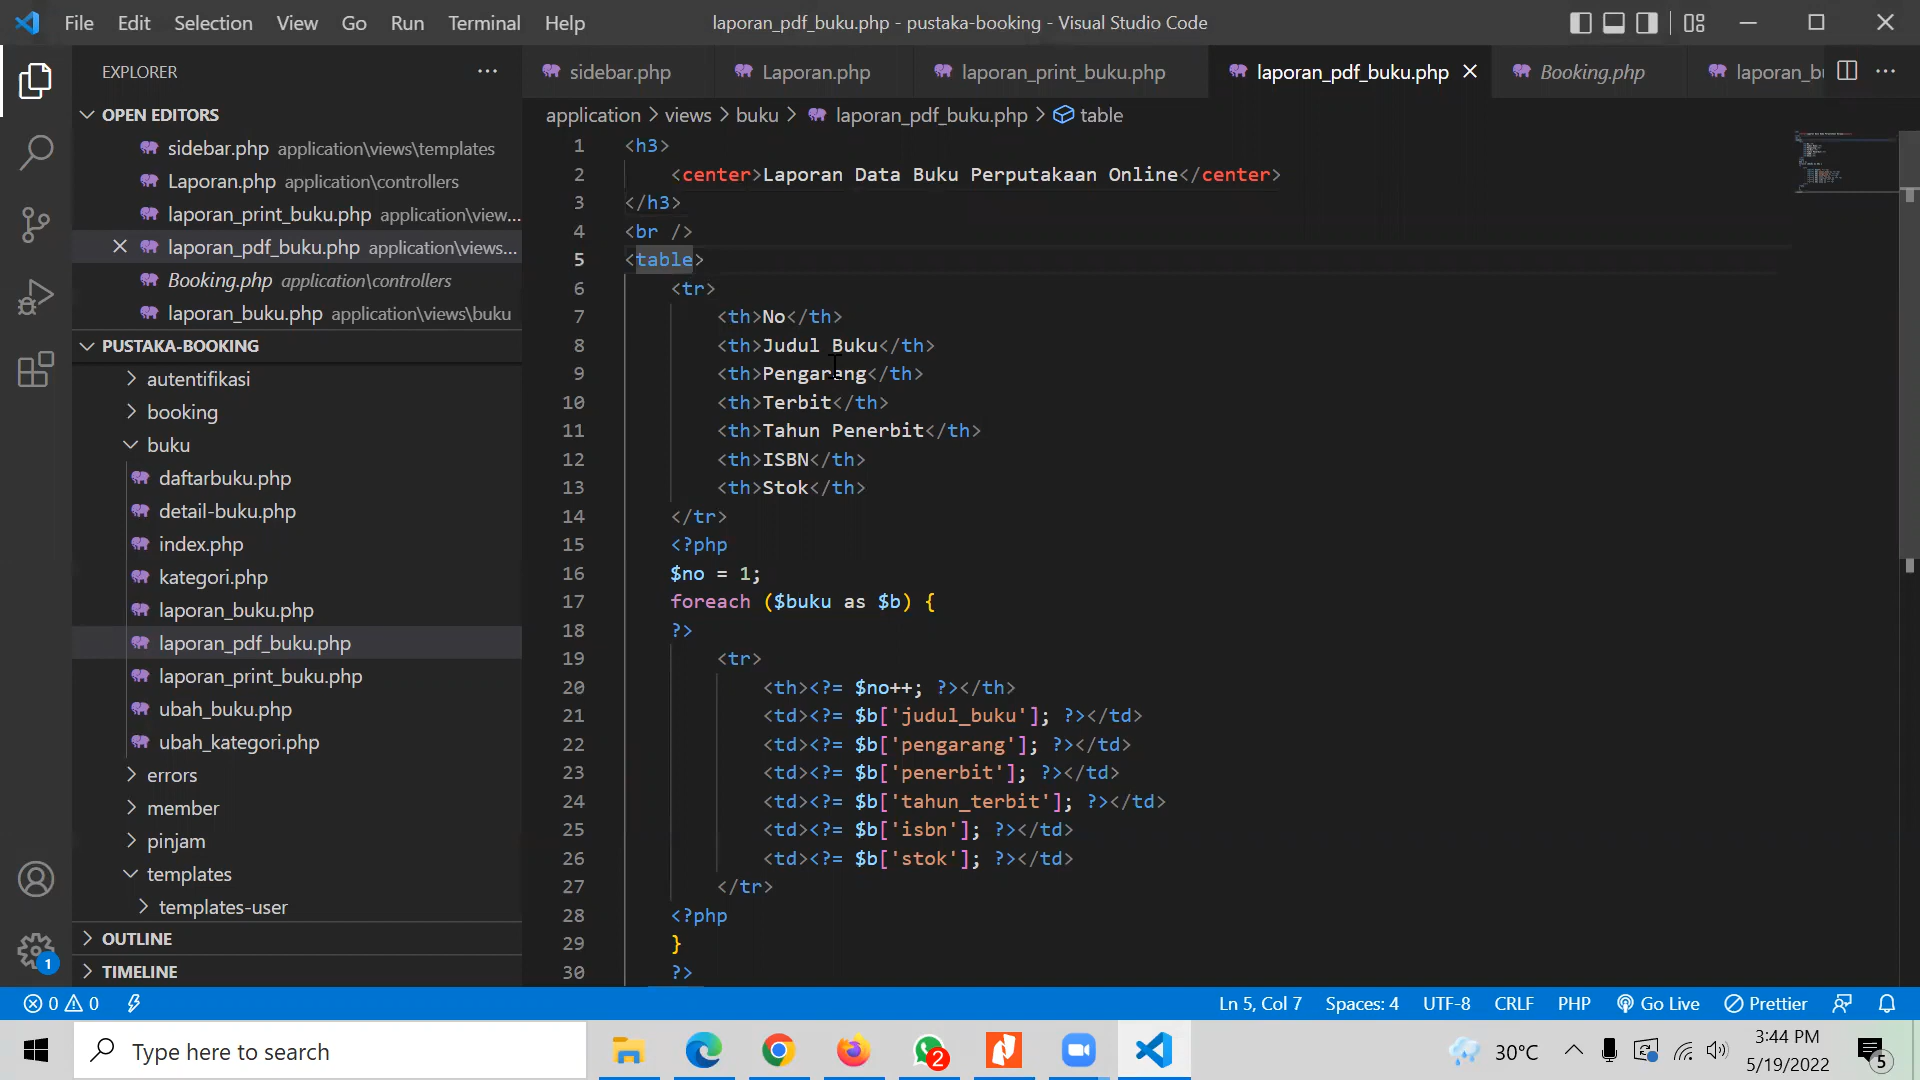 File Edit Selection View Go Run Terminal Help
laporan_pdf_buku.php - pustaka-booking - Visual Studio Code
EXPLORER
OPEN EDITORS
sidebar.php application\views\templates
Laporan.php application\controllers
laporan_print_buku.php application\view...
laporan_pdf_buku.php application\views...
Booking.php application\controllers
laporan_buku.php application\views\buku
PUSTAKA-BOOKING
autentifikasi
booking
buku
daftarbuku.php
detail-buku.php
index.php
kategori.php
laporan_buku.php
laporan_pdf_buku.php
laporan_print_buku.php
ubah_buku.php
ubah_kategori.php
errors
member
pinjam
templates
templates-user
OUTLINE
TIMELINE
sidebar.php Laporan.php laporan_print_buku.php laporan_pdf_buku.php Booking.php laporan_bu
application > views > buku > laporan_pdf_buku.php > table
1 <h3>
2 <center>Laporan Data Buku Perputakaan Online</center>
3 </h3>
4 <br />
5 <table>
6 <tr>
7 <th>No</th>
8 <th>Judul Buku</th>
9 <th>Pengarang</th>
10 <th>Terbit</th>
11 <th>Tahun Penerbit</th>
12 <th>ISBN</th>
13 <th>Stok</th>
14 </tr>
15 <?php
16 $no = 1;
17 foreach ($buku as $b) {
18 ?>
19 <tr>
20 <th><?= $no++; ?></th>
21 <td><?= $b['judul_buku']; ?></td>
22 <td><?= $b['pengarang']; ?></td>
23 <td><?= $b['penerbit']; ?></td>
24 <td><?= $b['tahun_terbit']; ?></td>
25 <td><?= $b['isbn']; ?></td>
26 <td><?= $b['stok']; ?></td>
27 </tr>
28 <?php
29 }
30 ?>
1
0 0 Ln 5, Col 7 Spaces: 4 UTF-8 CRLF PHP Go Live Prettier
Type here to search
2
30°C
3:44 PM
5/19/2022
5